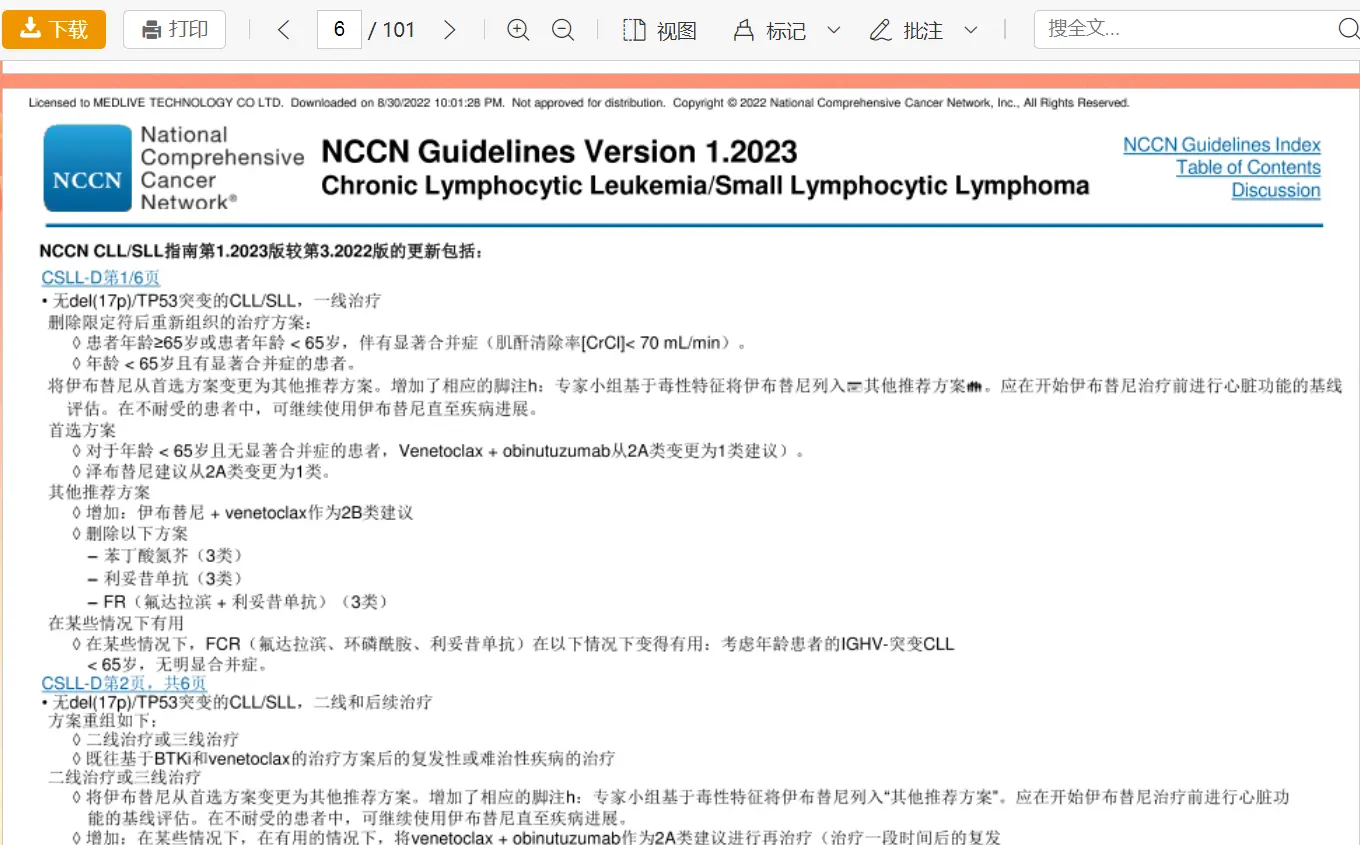 下载 打印 6 / 101 视图 标记 批注 搜全文...
Licensed to MEDLIVE TECHNOLOGY CO LTD. Downloaded on 8/30/2022 10:01:28 PM. Not approved for distribution. Copyright © 2022 National Comprehensive Cancer Network, Inc., All Rights Reserved.
NCCN
National
Comprehensive
Cancer
Network®
NCCN Guidelines Version 1.2023
Chronic Lymphocytic Leukemia/Small Lymphocytic Lymphoma
NCCN Guidelines Index
Table of Contents
Discussion
NCCN CLL/SLL指南第1.2023版较第3.2022版的更新包括：
CSLL-D第1/6页
• 无del(17p)/TP53突变的CLL/SLL，一线治疗
删除限定符后重新组织的治疗方案：
◊ 患者年龄≥65岁或患者年龄 < 65岁，伴有显著合并症（肌酐清除率[CrCl]< 70 mL/min）。
◊ 年龄 < 65岁且有显著合并症的患者。
将伊布替尼从首选方案变更为其他推荐方案。增加了相应的脚注h：专家小组基于毒性特征将伊布替尼列入其他推荐方案。应在开始伊布替尼治疗前进行心脏功能的基线
评估。在不耐受的患者中，可继续使用伊布替尼直至疾病进展。
首选方案
◊ 对于年龄 < 65岁且无显著合并症的患者，Venetoclax + obinutuzumab从2A类变更为1类建议）。
◊ 泽布替尼建议从2A类变更为1类。
其他推荐方案
◊ 增加：伊布替尼 + venetoclax作为2B类建议
◊ 删除以下方案
– 苯丁酸氮芥（3类）
– 利妥昔单抗（3类）
– FR（氟达拉滨 + 利妥昔单抗）（3类）
在某些情况下有用
◊ 在某些情况下，FCR（氟达拉滨、环磷酰胺、利妥昔单抗）在以下情况下变得有用：考虑年龄患者的IGHV-突变CLL
< 65岁，无明显合并症。
CSLL-D第2页，共6页
• 无del(17p)/TP53突变的CLL/SLL，二线和后续治疗
方案重组如下：
◊ 二线治疗或三线治疗
◊ 既往基于BTKi和venetoclax的治疗方案后的复发性或难治性疾病的治疗
二线治疗或三线治疗
◊ 将伊布替尼从首选方案变更为其他推荐方案。增加了相应的脚注h：专家小组基于毒性特征将伊布替尼列入“其他推荐方案”。应在开始伊布替尼治疗前进行心脏功
能的基线评估。在不耐受的患者中，可继续使用伊布替尼直至疾病进展。
◊ 增加：在某些情况下，在有用的情况下，将venetoclax + obinutuzumab作为2A类建议进行再治疗（治疗一段时间后的复发